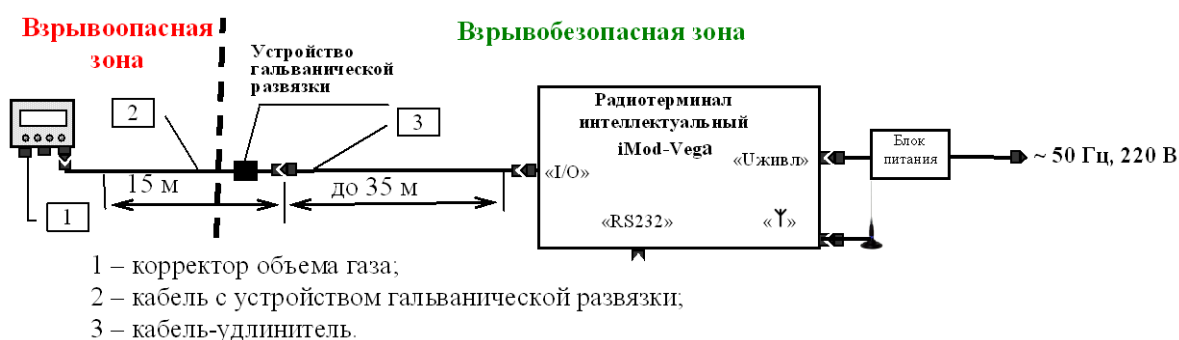 Взрывоопасная
зона
Взрывобезопасная зона
Устройство
гальванической
развязки
2
3
1
15 м
до 35 м
Радиотерминал
интеллектуальный
iMod-Vega
«Uживл»
«I/O»
«RS232»
« »
Блок
питания
~ 50 Гц, 220 В
1 – корректор объема газа;
2 – кабель с устройством гальванической развязки;
3 – кабель-удлинитель.